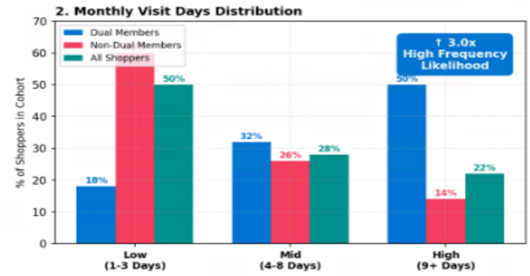 2. Monthly Visit Days Distribution
Dual Members
Non-Dual Members
All Shoppers
↑ 3.0x
High Frequency
Likelihood
% of Shoppers in Cohort
70
60
50
40
30
20
10
0
18%
50%
32%
26%
28%
50%
14%
22%
Low
(1-3 Days)
Mid
(4-8 Days)
High
(9+ Days)